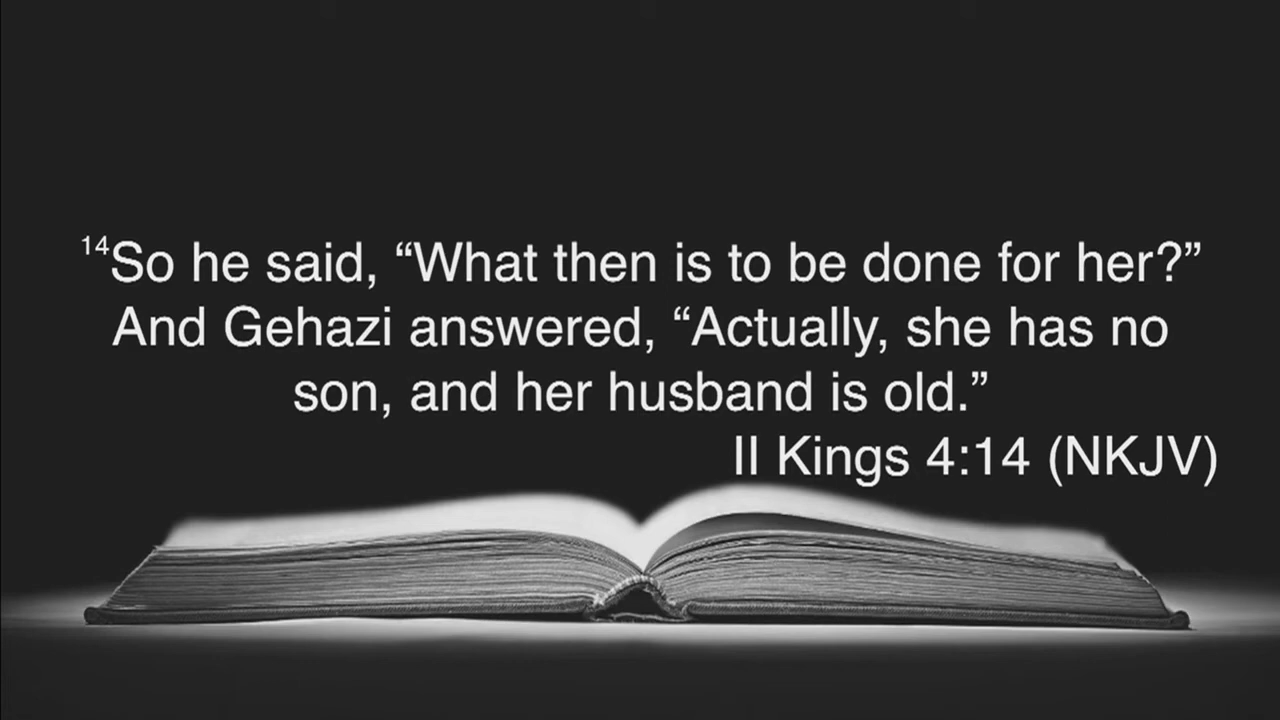 14So he said, “What then is to be done for her?”
And Gehazi answered, “Actually, she has no
son, and her husband is old.”
II Kings 4:14 (NKJV)